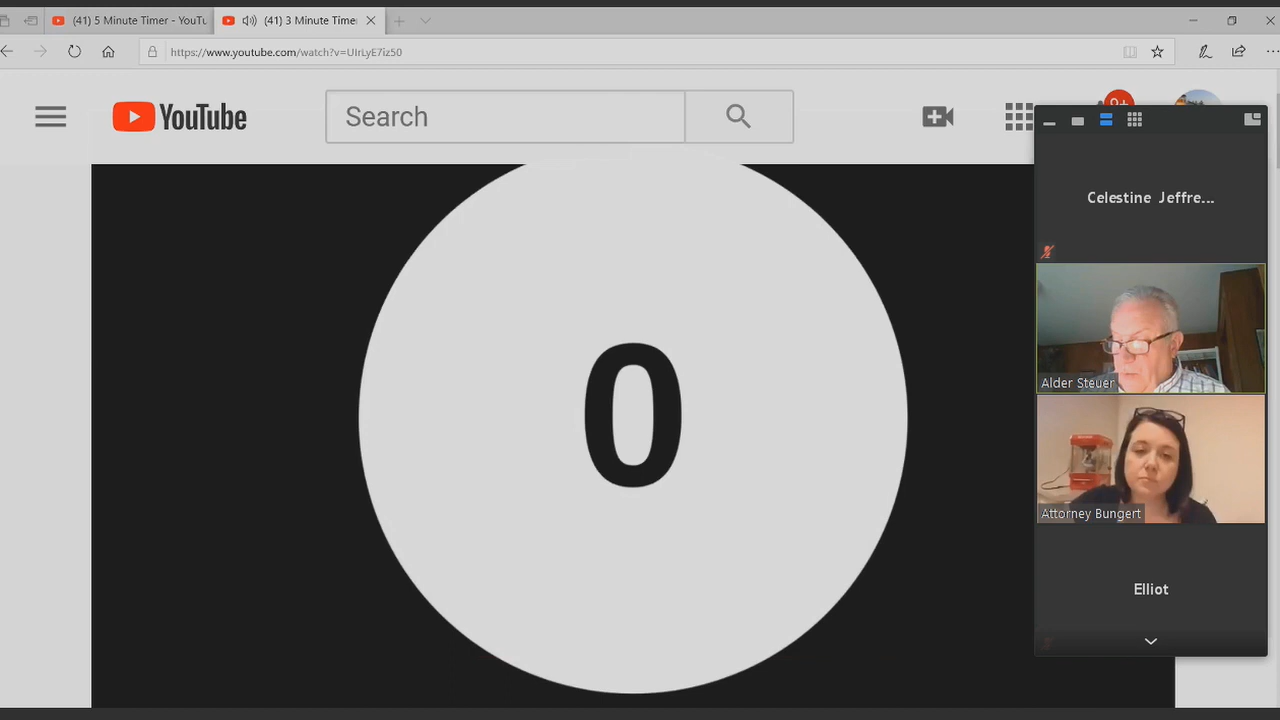 (41) 5 Minute Timer - YouTu
(41) 3 Minute Time
https://www.youtube.com/watch?v=UIrLyE7iz50
YouTube
Search
9+
0
Celestine Jeffre...
Alder Steuer
Attorney Bungert
Elliot